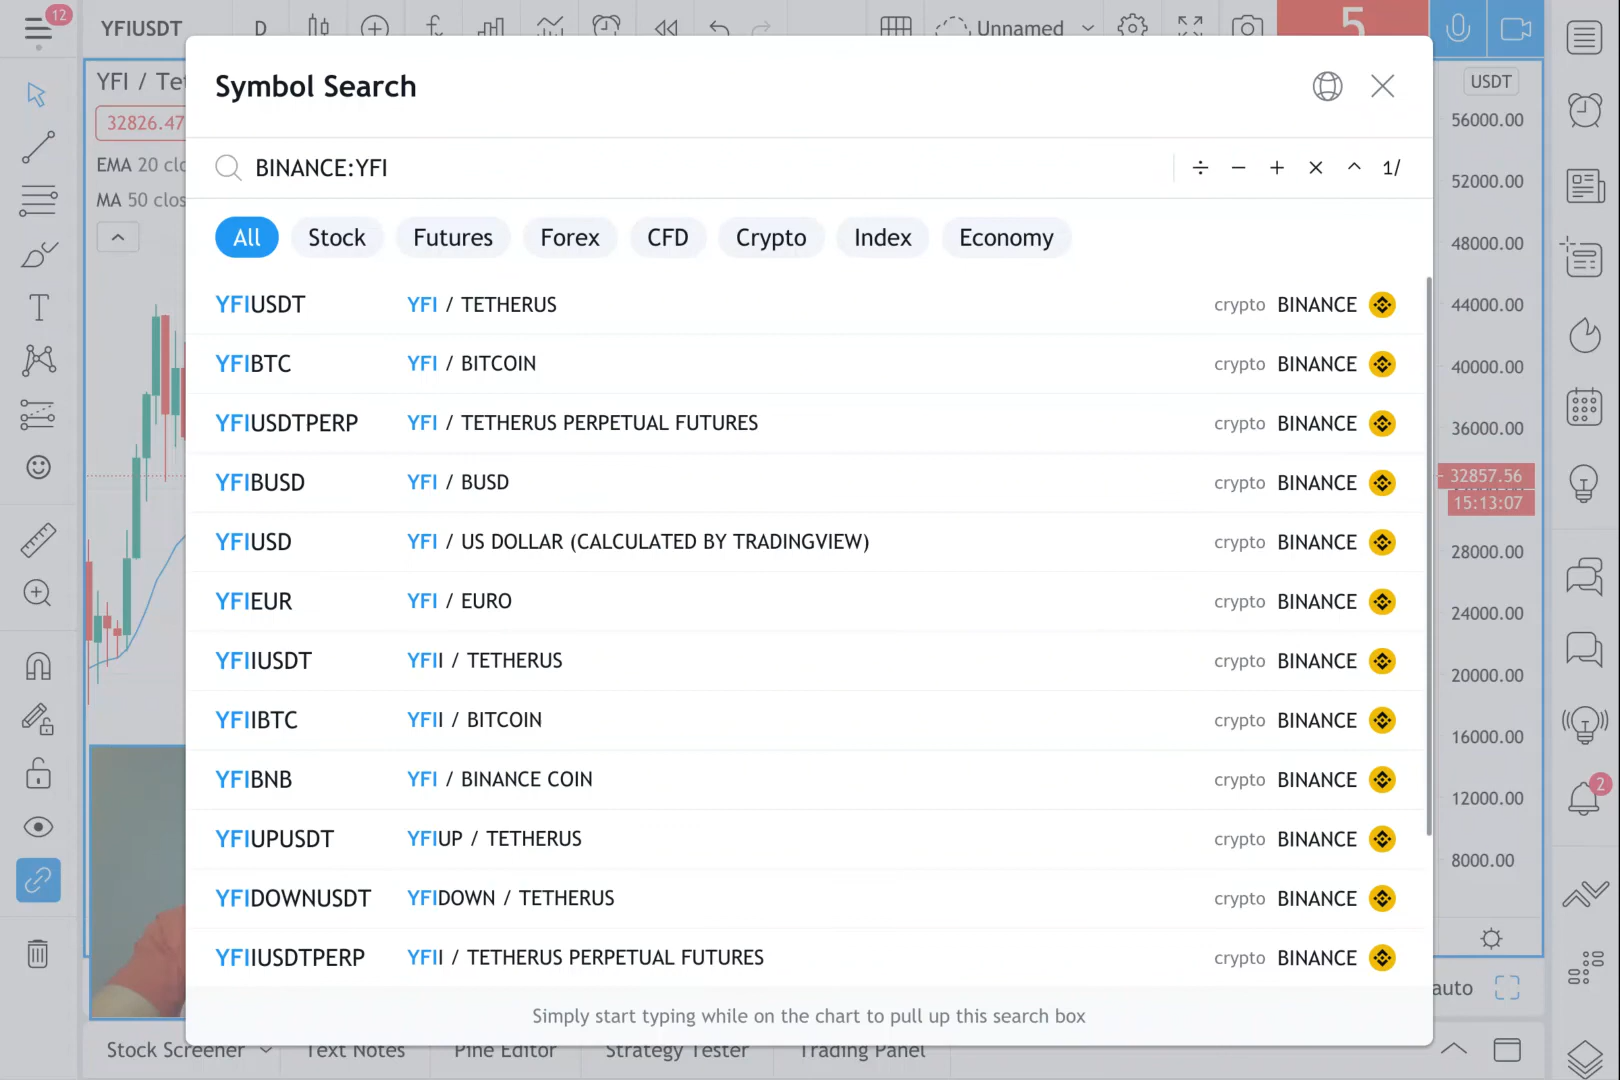 12
YFIUSDT
D
Unnamed
5
YFI / Te
32826.47
EMA 20 clo
MA 50 clos
Symbol Search
BINANCE:YFI
÷ − + × ^ 1/
All Stock Futures Forex CFD Crypto Index Economy
YFIUSDT YFI / TETHERUS crypto BINANCE
YFIBTC YFI / BITCOIN crypto BINANCE
YFIUSDTPERP YFI / TETHERUS PERPETUAL FUTURES crypto BINANCE
YFIBUSD YFI / BUSD crypto BINANCE
YFIUSD YFI / US DOLLAR (CALCULATED BY TRADINGVIEW) crypto BINANCE
YFIEUR YFI / EURO crypto BINANCE
YFIIUSDT YFII / TETHERUS crypto BINANCE
YFIIBTC YFII / BITCOIN crypto BINANCE
YFIBNB YFI / BINANCE COIN crypto BINANCE
YFIUPUSDT YFIUP / TETHERUS crypto BINANCE
YFIDOWNUSDT YFIDOWN / TETHERUS crypto BINANCE
YFIIUSDTPERP YFII / TETHERUS PERPETUAL FUTURES crypto BINANCE
Simply start typing while on the chart to pull up this search box
USDT
56000.00
52000.00
48000.00
44000.00
40000.00
36000.00
32857.56
15:13:07
28000.00
24000.00
20000.00
16000.00
12000.00
8000.00
auto
2
Stock Screener Text Notes Pine Editor Strategy Tester Trading Panel